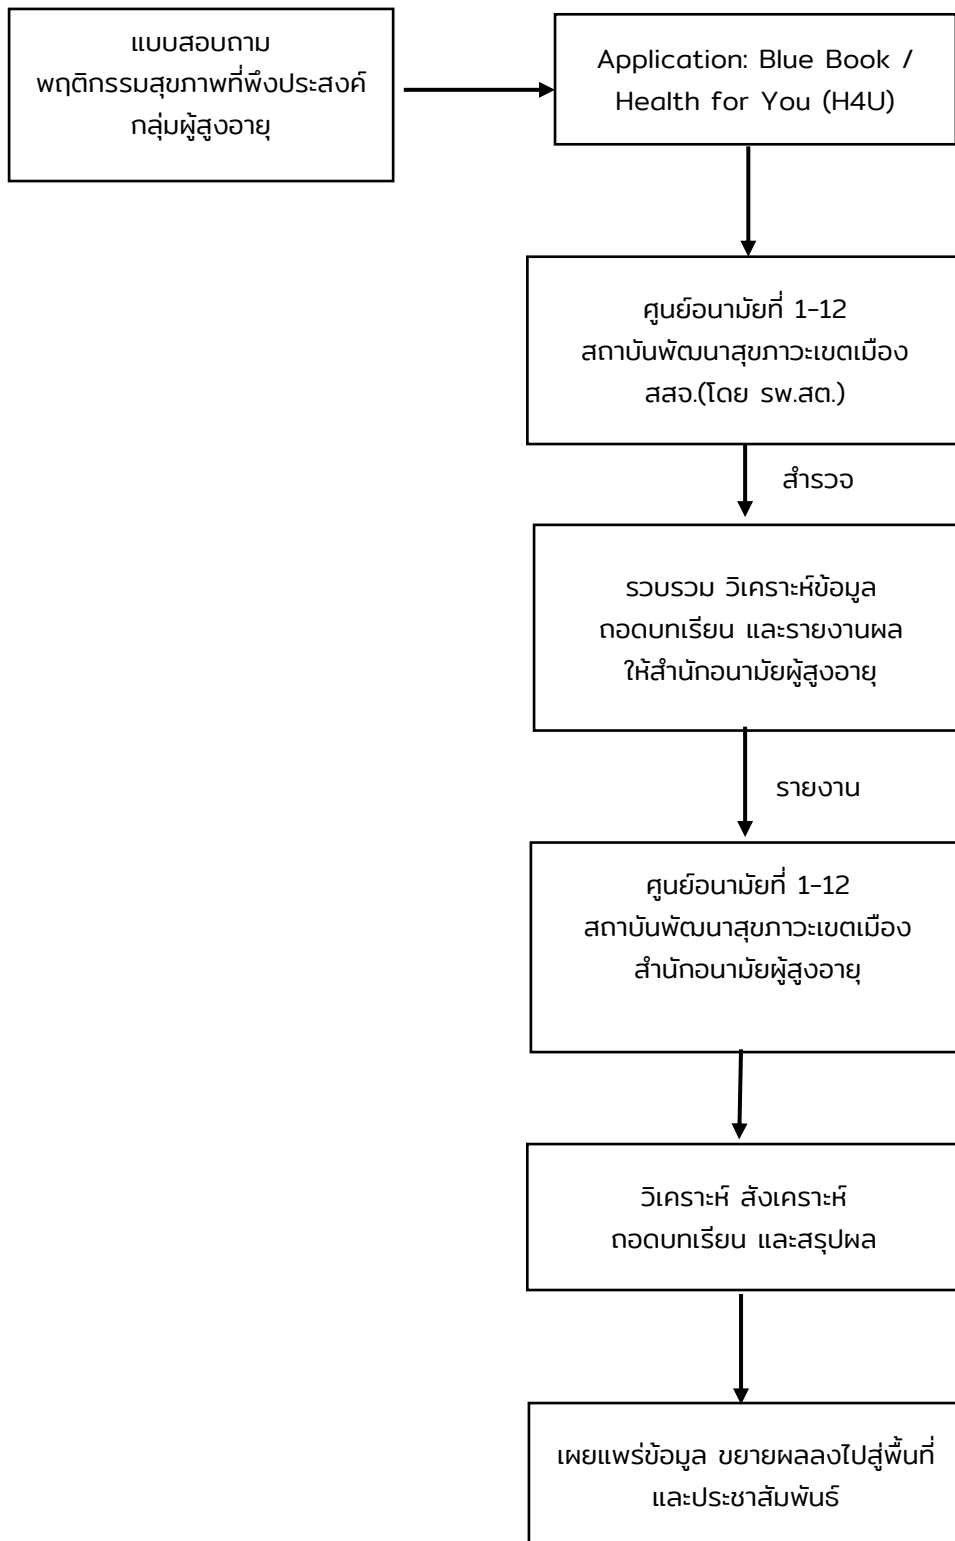 แบบสอบถาม
พฤติกรรมสุขภาพที่พึงประสงค์
กลุ่มผู้สูงอายุ
Application: Blue Book /
Health for You (H4U)
ศูนย์อนามัยที่ 1-12
สถาบันพัฒนาสุขภาวะเขตเมือง
สสจ.(โดย รพ.สต.)
สำรวจ
รวบรวม วิเคราะห์ข้อมูล
ถอดบทเรียน และรายงานผล
ให้สำนักอนามัยผู้สูงอายุ
รายงาน
ศูนย์อนามัยที่ 1-12
สถาบันพัฒนาสุขภาวะเขตเมือง
สำนักอนามัยผู้สูงอายุ
วิเคราะห์ สังเคราะห์
ถอดบทเรียน และสรุปผล
เผยแพร่ข้อมูล ขยายผลลงไปสู่พื้นที่
และประชาสัมพันธ์